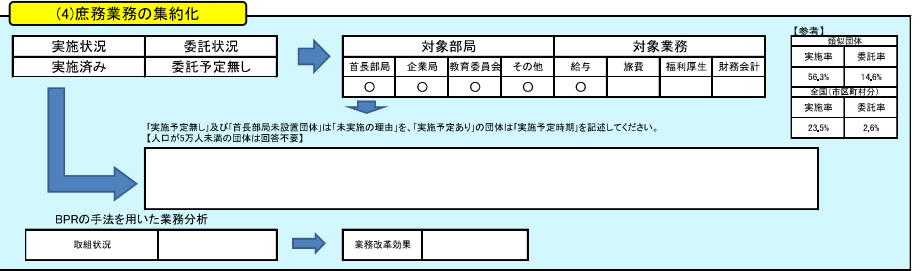 (4)庶務業務の集約化
実施状況 委託状況
実施済み 委託予定無し
対象部局 対象業務
首長部局 企業局 教育委員会 その他 給与 旅費 福利厚生 財務会計
○ ○ ○ ○ ○
【参考】
類似団体
実施率 委託率
56.3% 14.6%
全国(市区町村分)
実施率 委託率
23.5% 2.6%
「実施予定無し」及び「首長部局未設置団体」は「未実施の理由」を、「実施予定あり」の団体は「実施予定時期」を記述してください。
【人口が5万人未満の団体は回答不要】
BPRの手法を用いた業務分析
取組状況 業務改革効果